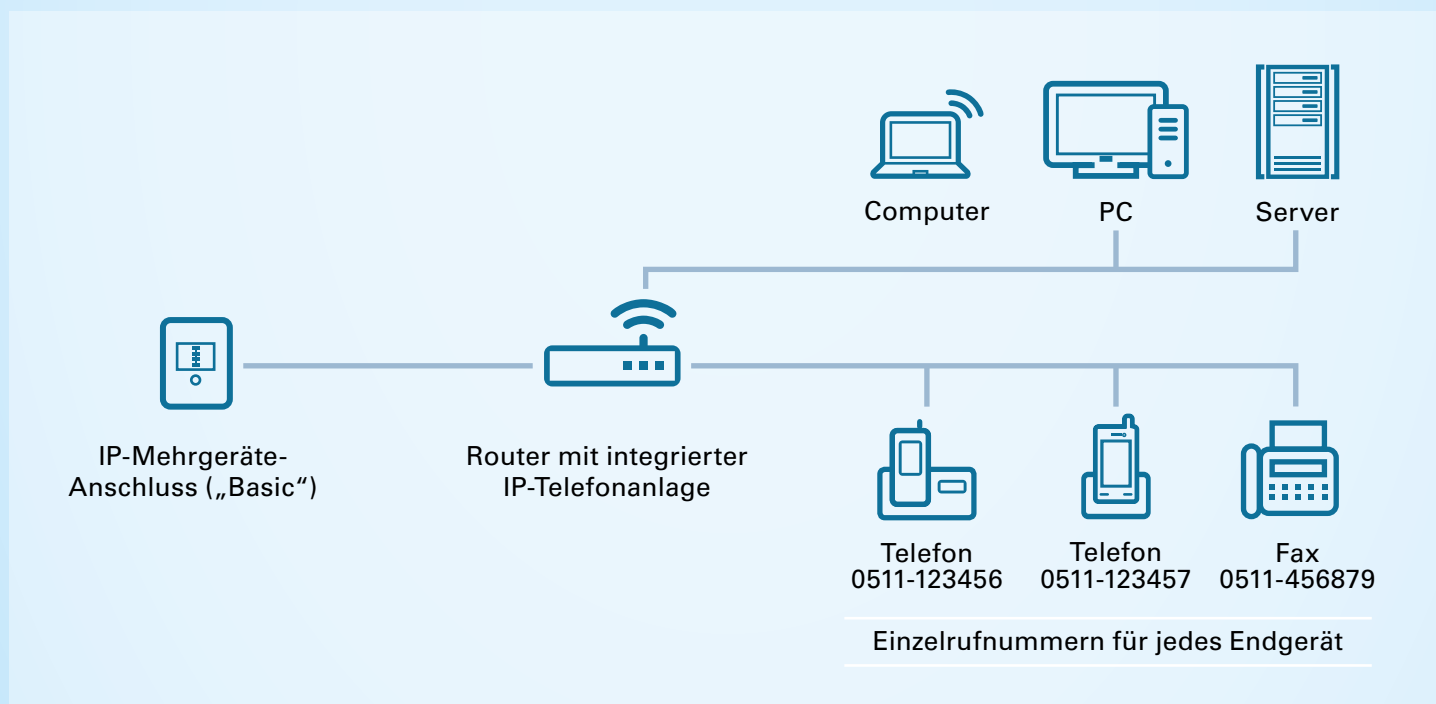 Computer
PC
Server
IP-Mehrgeräte-
Anschluss („Basic“)
Router mit integrierter
IP-Telefonanlage
Telefon
0511-123456
Telefon
0511-123457
Fax
0511-456879
Einzelrufnummern für jedes Endgerät